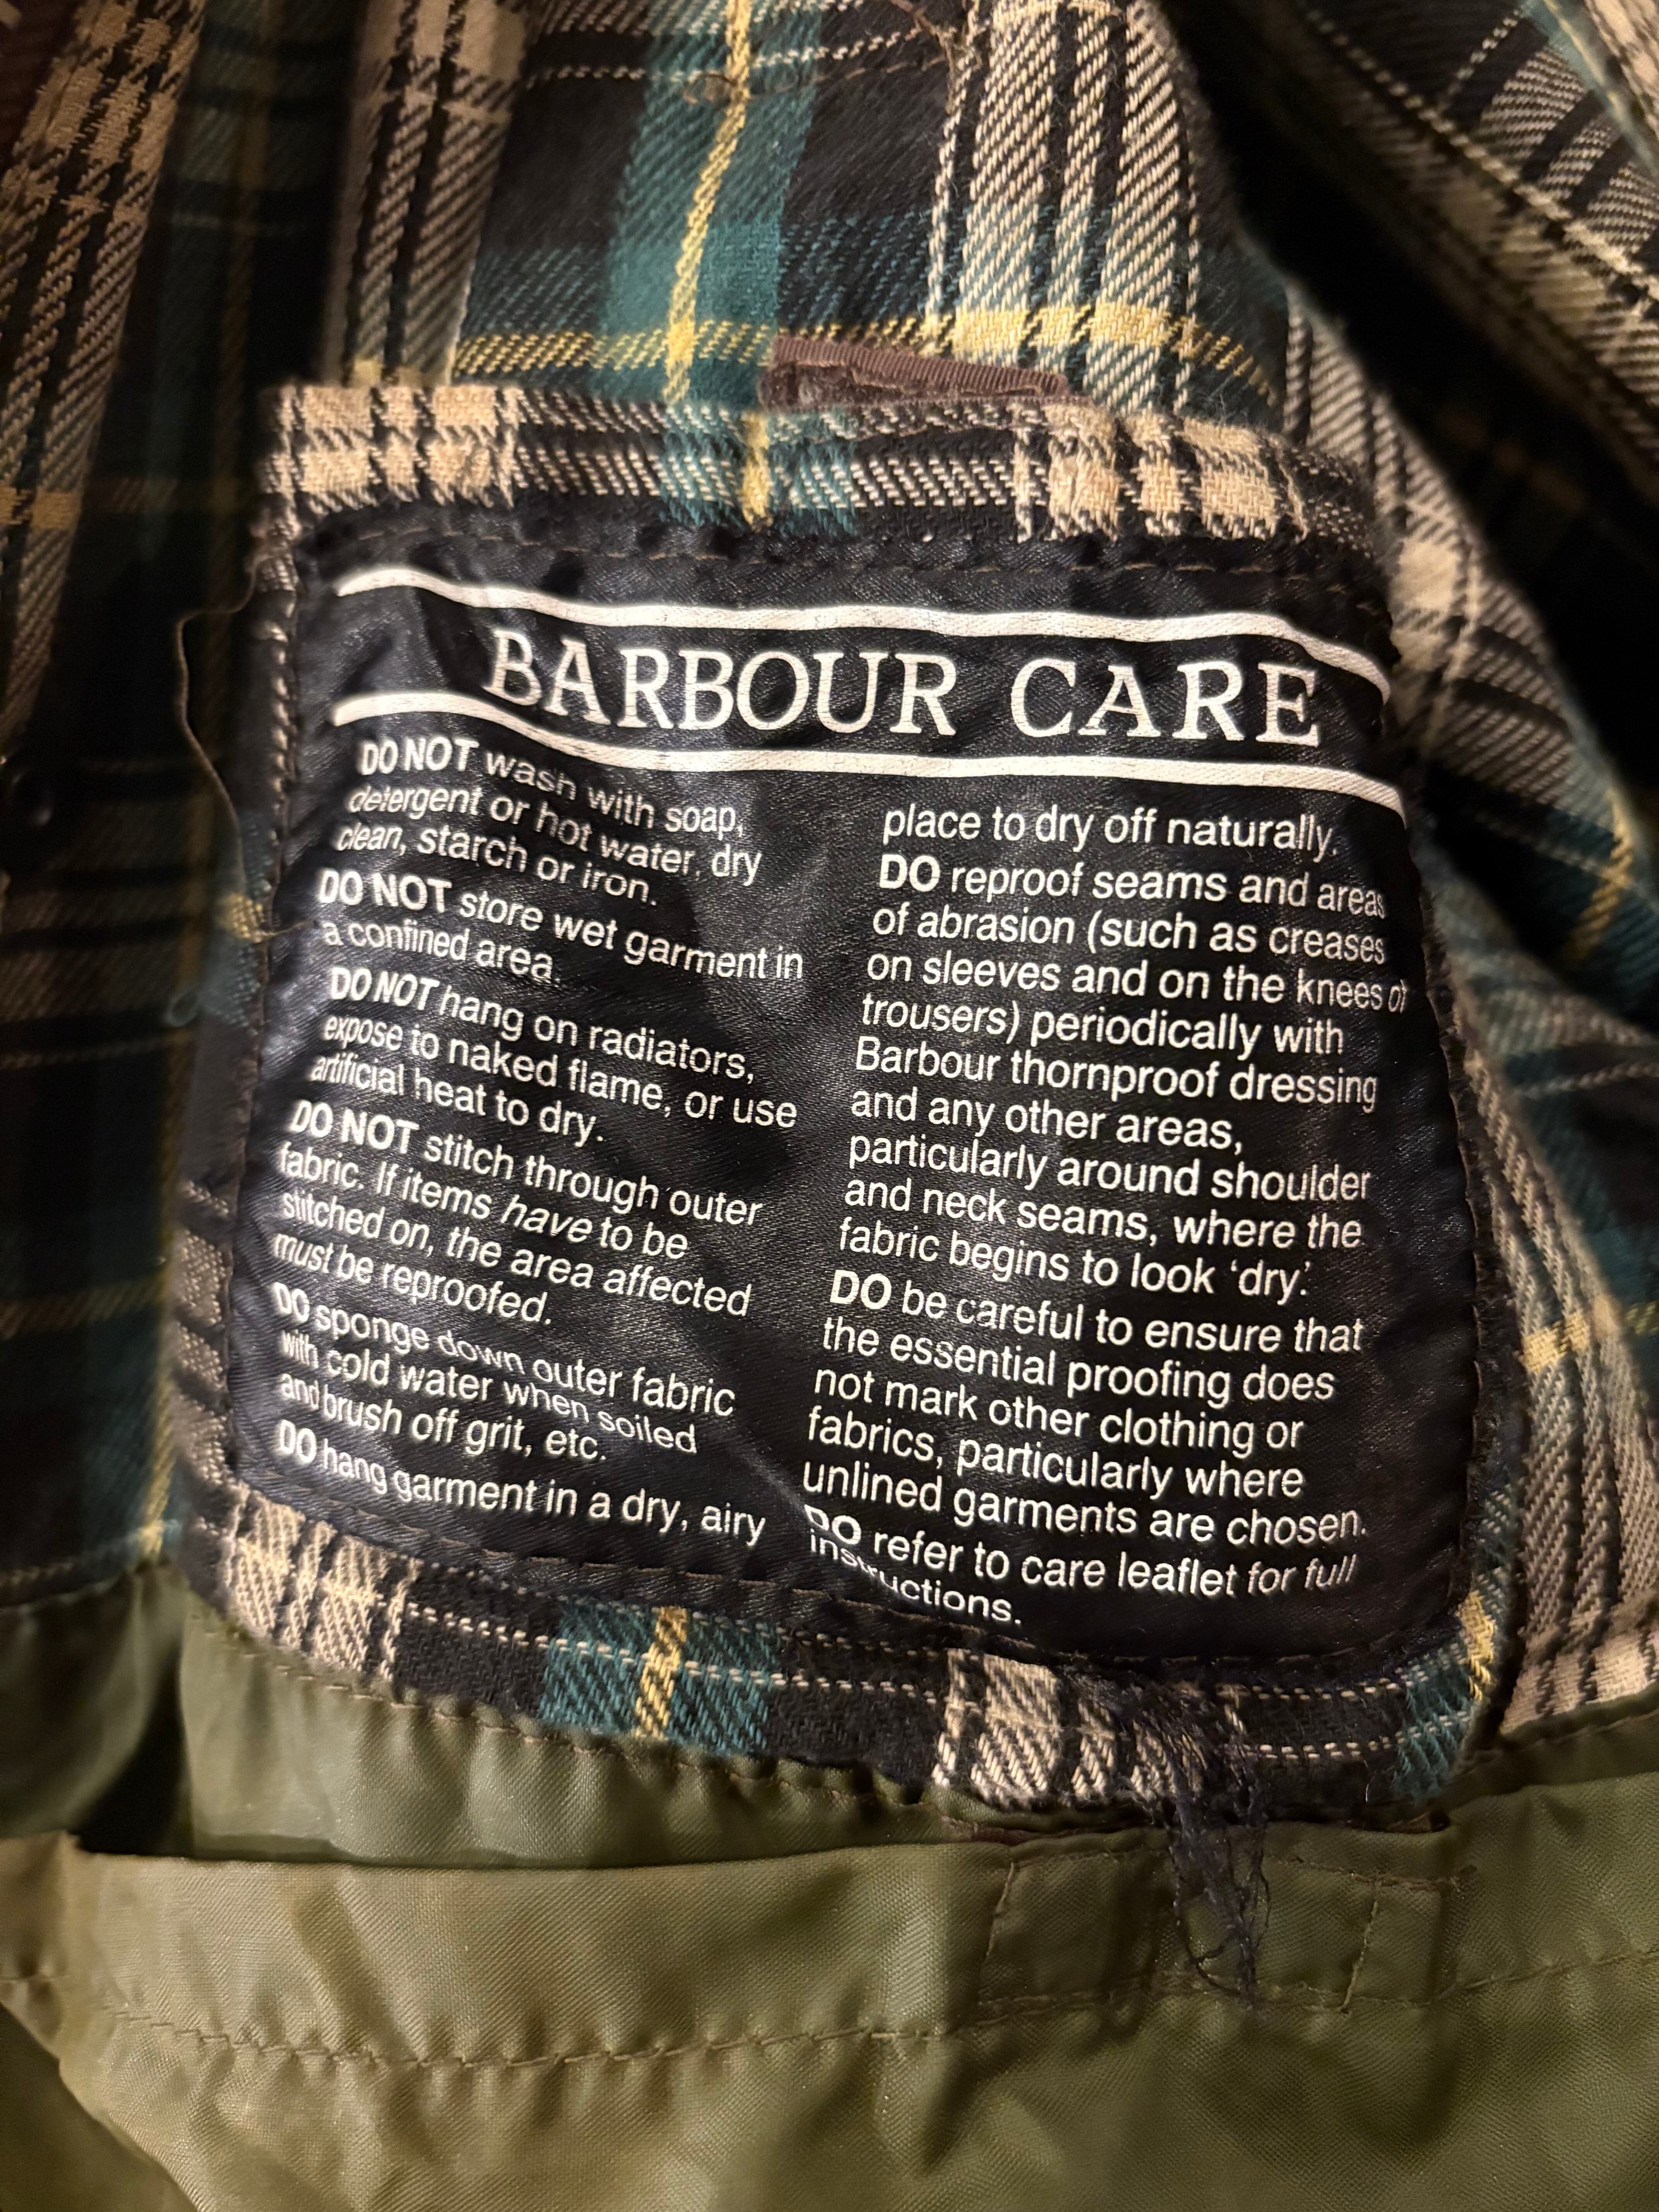 BARBOUR CARE
DO NOT wash with soap,
detergent or hot water, dry
clean, starch or iron.
DO NOT store wet garment in
a confined area.
DO NOT hang on radiators,
expose to naked flame, or use
artificial heat to dry.
DO NOT stitch through outer
fabric. If items have to be
stitched on, the area affected
must be reproofed.
DO sponge down outer fabric
with cold water when soiled
and brush off grit, etc.
DO hang garment in a dry, airy
place to dry off naturally.
DO reproof seams and areas
of abrasion (such as creases
on sleeves and on the knees of
trousers) periodically with
Barbour thornproof dressing
and any other areas,
particularly around shoulder
and neck seams, where the
fabric begins to look ‘dry’.
DO be careful to ensure that
the essential proofing does
not mark other clothing or
fabrics, particularly where
unlined garments are chosen.
DO refer to care leaflet for full
instructions.